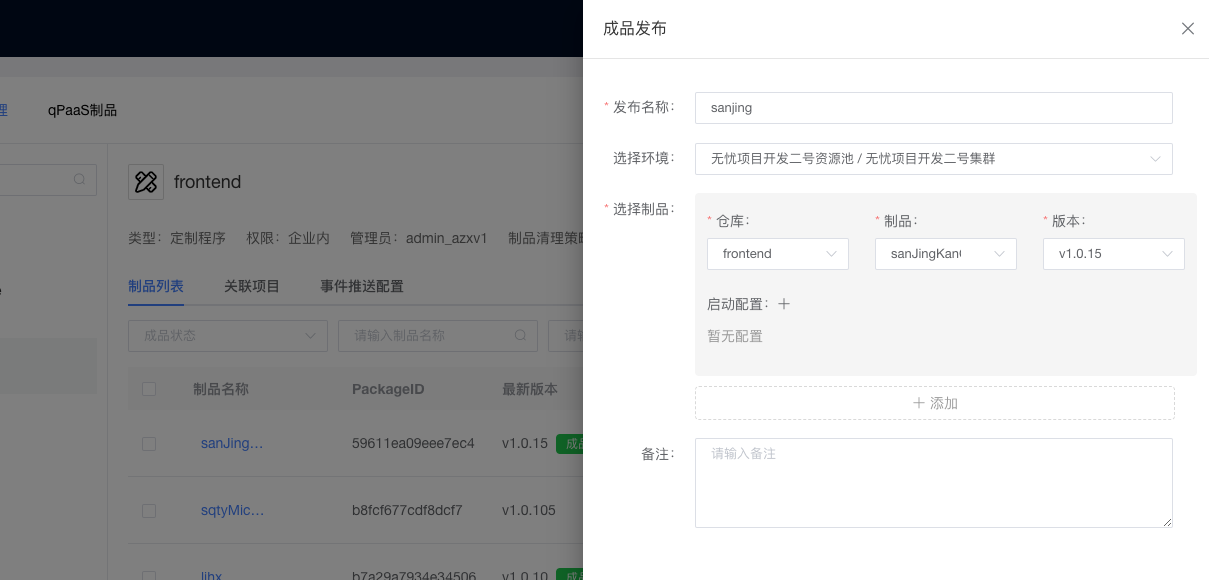 成品发布
理
qPaaS制品
* 发布名称：
sanjing
选择环境：
无忧项目开发二号资源池 / 无忧项目开发二号集群
frontend
类型：定制程序 权限：企业内 管理员：admin_azxv1 制品清理策略
制品列表 关联项目 事件推送配置
成品状态 请输入制品名称 请输
制品名称 PackageID 最新版本
sanJing… 59611ea09eee7ec4 v1.0.15 成品
sqtyMic… b8fcf677cdf8dcf7 v1.0.105
libx b7a29a7934e34506 v1.0.10 成品
* 选择制品：
* 仓库： * 制品： * 版本：
frontend sanJingKan v1.0.15
启动配置：
暂无配置
添加
备注：
请输入备注